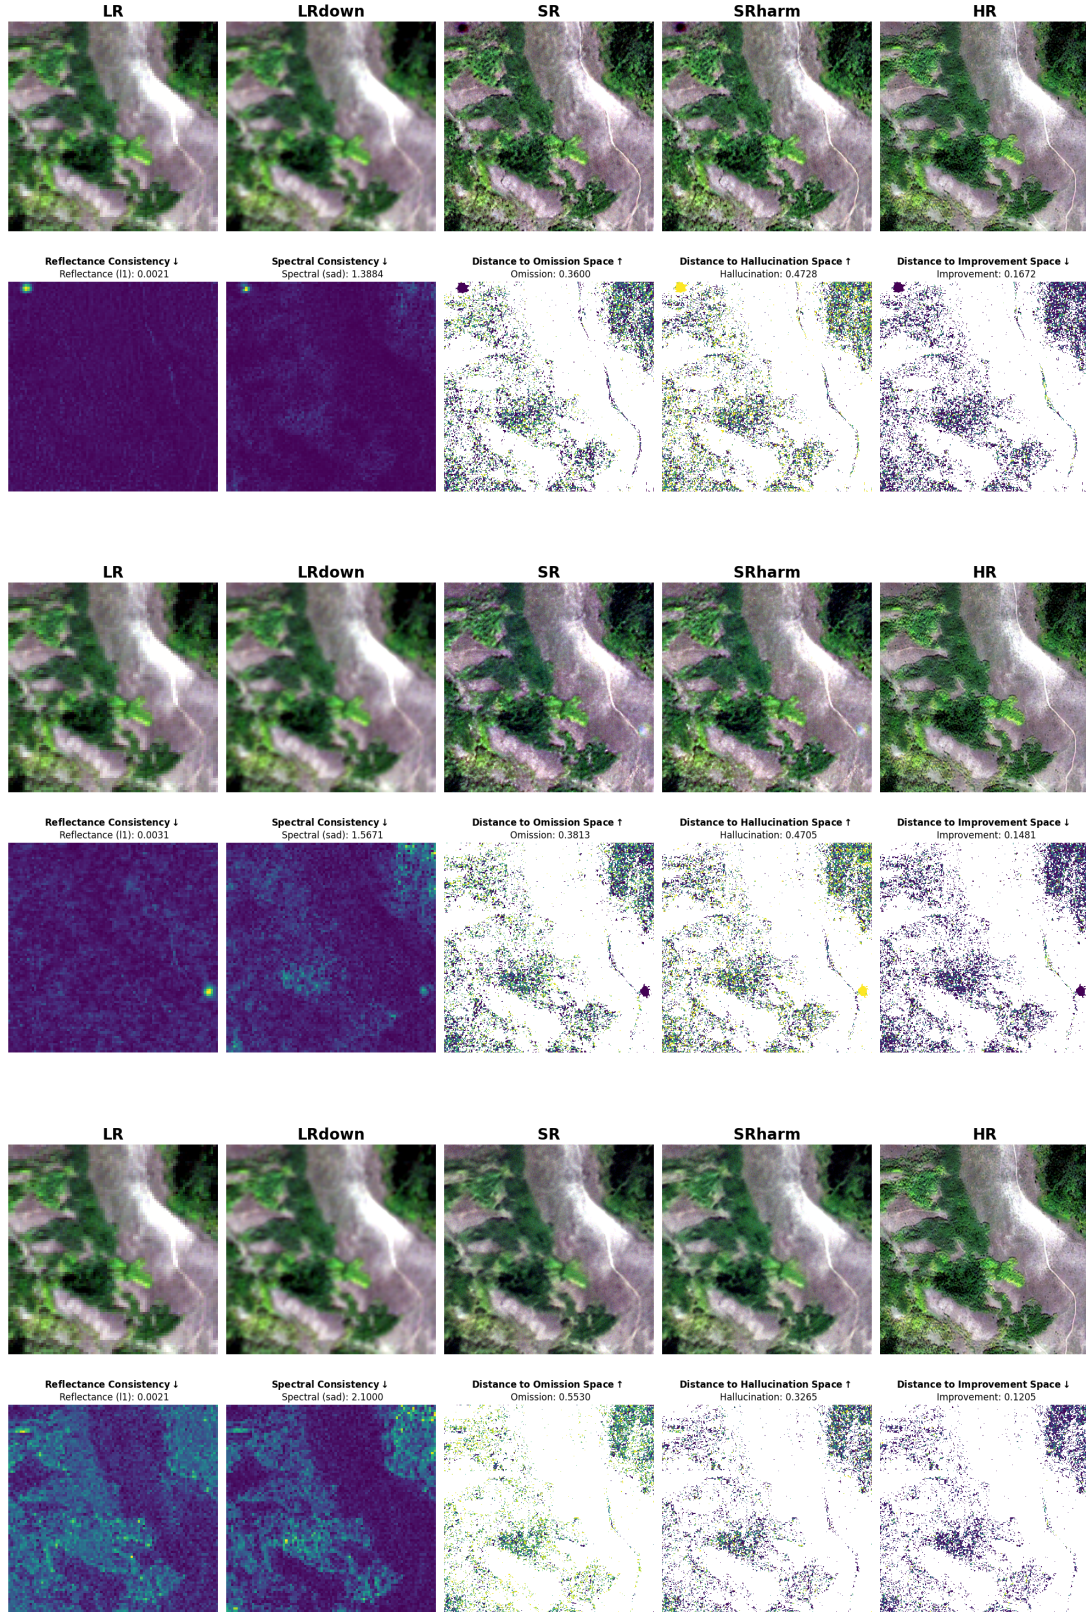 LR LRdown SR SRharm HR
Reflectance Consistency ↓ Spectral Consistency ↓ Distance to Omission Space ↑ Distance to Hallucination Space ↑ Distance to Improvement Space ↓
Reflectance (l1): 0.0021 Spectral (sad): 1.3884 Omission: 0.3600 Hallucination: 0.4728 Improvement: 0.1672
LR LRdown SR SRharm HR
Reflectance Consistency ↓ Spectral Consistency ↓ Distance to Omission Space ↑ Distance to Hallucination Space ↑ Distance to Improvement Space ↓
Reflectance (l1): 0.0031 Spectral (sad): 1.5671 Omission: 0.3813 Hallucination: 0.4705 Improvement: 0.1481
LR LRdown SR SRharm HR
Reflectance Consistency ↓ Spectral Consistency ↓ Distance to Omission Space ↑ Distance to Hallucination Space ↑ Distance to Improvement Space ↓
Reflectance (l1): 0.0021 Spectral (sad): 2.1000 Omission: 0.5530 Hallucination: 0.3265 Improvement: 0.1205